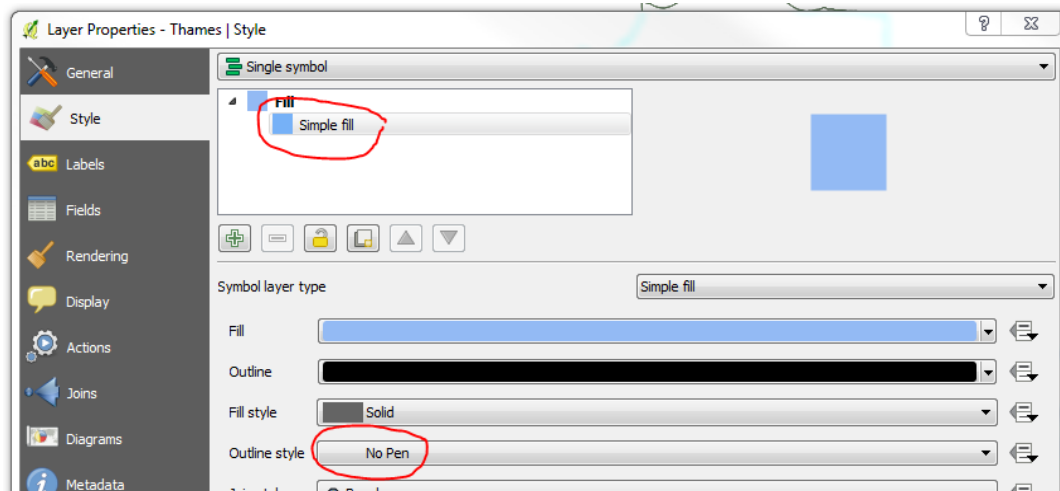 Layer Properties - Thames | Style
General
Single symbol
Fill
Simple fill
Style
abc Labels
Fields
Rendering
Symbol layer type Simple fill
Display
Fill
Actions
Outline
Joins
Fill style Solid
Diagrams
Outline style No Pen
Metadata